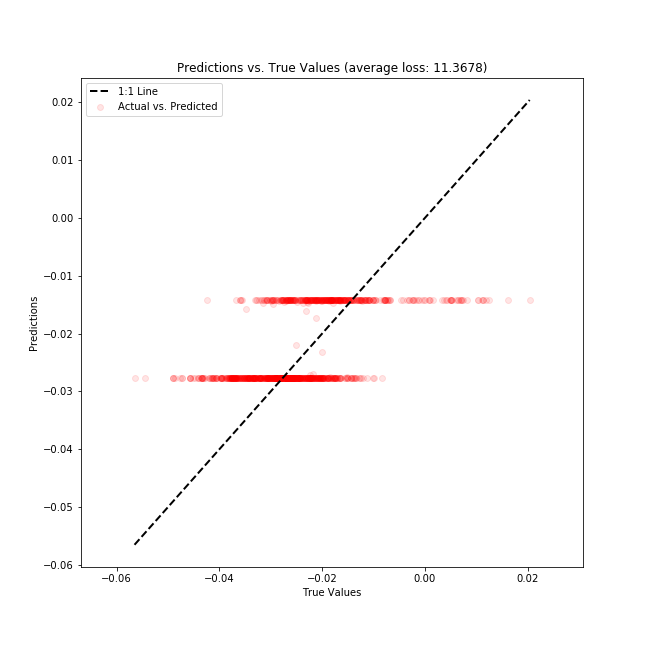 Predictions vs. True Values (average loss: 11.3678)
1:1 Line
Actual vs. Predicted
0.02
0.01
0.00
−0.01
−0.02
−0.03
−0.04
−0.05
−0.06
Predictions
−0.06 −0.04 −0.02 0.00 0.02
True Values